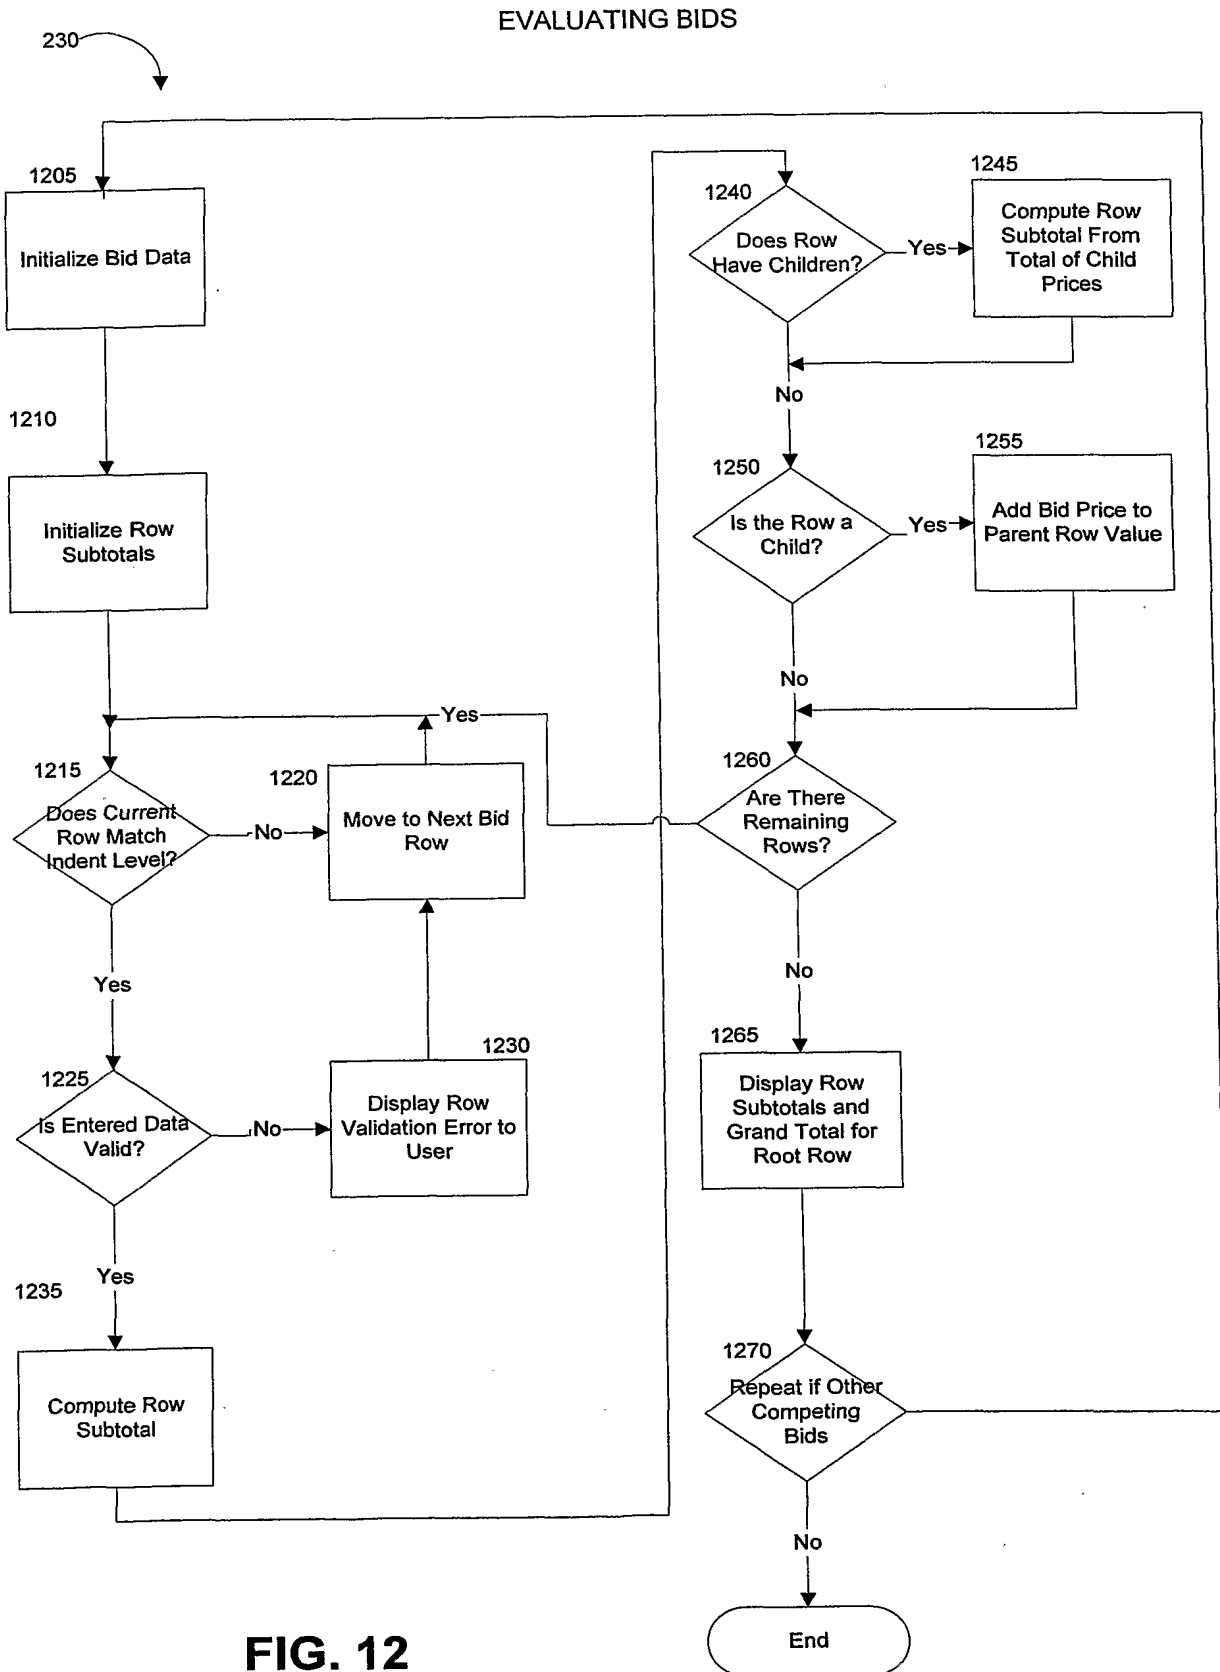 EVALUATING BIDS
230
1205
Initialize Bid Data
1210
Initialize Row
Subtotals
Yes
1215
Does Current
Row Match
Indent Level?
No
1220
Move to Next Bid
Row
Yes
1225
Is Entered Data
Valid?
No
1230
Display Row
Validation Error to
User
Yes
1235
Compute Row
Subtotal
1240
Does Row
Have Children?
Yes
1245
Compute Row
Subtotal From
Total of Child
Prices
No
1250
Is the Row a
Child?
Yes
1255
Add Bid Price to
Parent Row Value
No
1260
Are There
Remaining
Rows?
No
1265
Display Row
Subtotals and
Grand Total for
Root Row
1270
Repeat if Other
Competing
Bids
No
End
FIG. 12